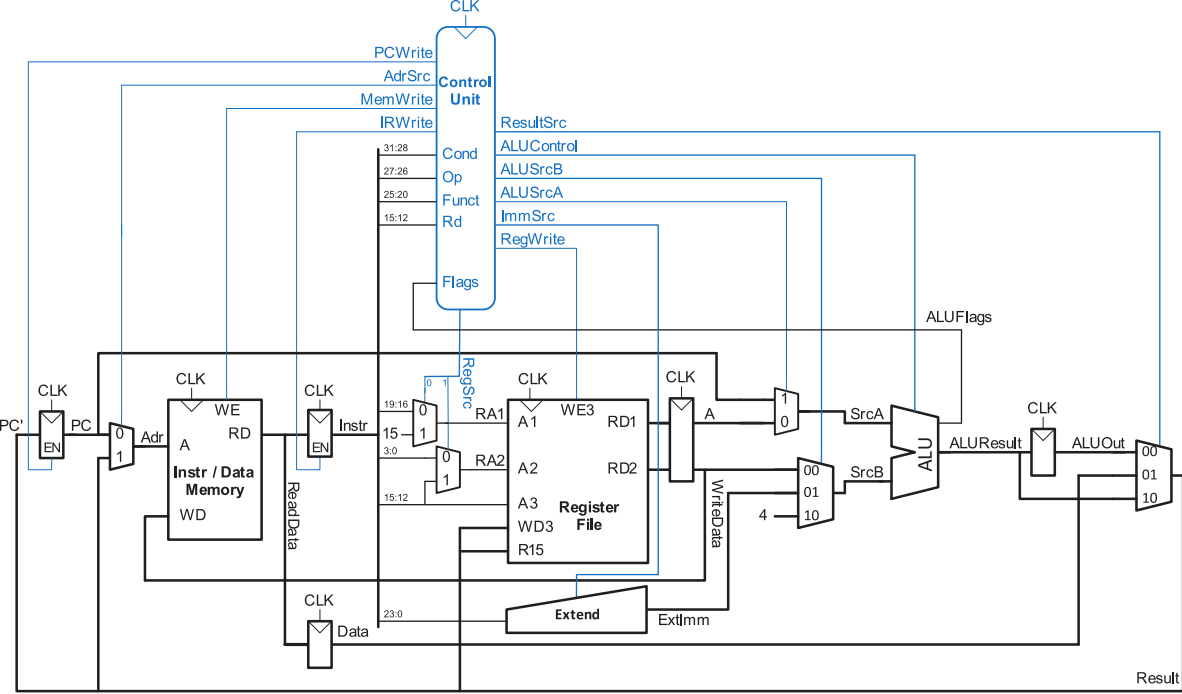 CLK
PCWrite
AdrSrc
Control
Unit
MemWrite
IRWrite
ResultSrc
31:28
Cond
ALUControl
27:26
Op
ALUSrcB
25:20
Funct
ALUSrcA
15:12
Rd
ImmSrc
RegWrite
Flags
ALUFlags
RegSrc
0 1
CLK
CLK
CLK
CLK
CLK
CLK
PC'
EN
PC
0
1
Adr
A
WE
RD
Instr / Data
Memory
WD
EN
Instr
ReadData
19:16
15
0
1
RA1
3:0
0
1
RA2
15:12
A1
A2
A3
WD3
R15
WE3
RD1
RD2
Register
File
A
WriteData
1
0
SrcA
00
01
10
4
SrcB
ALU
ALUResult
ALUOut
00
01
10
23:0
Extend
ExtImm
CLK
Data
Result